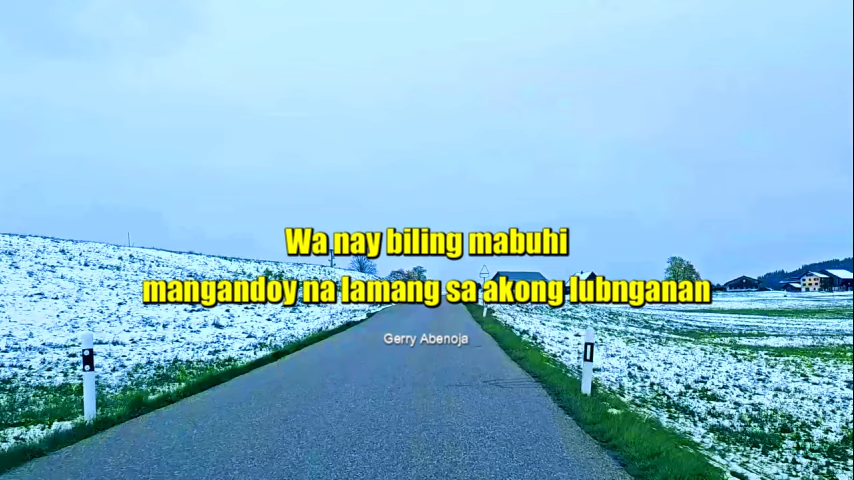 Wa nay biling mabuhi
mangandoy na lamang sa akong lubnganan
Gerry Abenoja